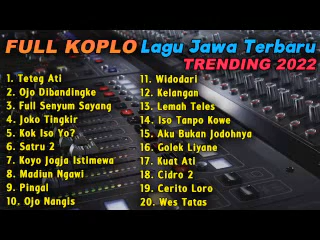 FULL KOPLO Lagu Jawa Terbaru
TRENDING 2022
1. Teteg Ati
2. Ojo Dibandingke
3. Full Senyum Sayang
4. Joko Tingkir
5. Kok Iso Yo?
6. Satru 2
7. Koyo Jogja Istimewa
8. Madiun Ngawi
9. Pingal
10. Ojo Nangis
11. Widodari
12. Kelangan
13. Lemah Teles
14. Iso Tanpo Kowe
15. Aku Bukan Jodohnya
16. Golek Liyane
17. Kuat Ati
18. Cidro 2
19. Cerito Loro
20. Wes Tatas